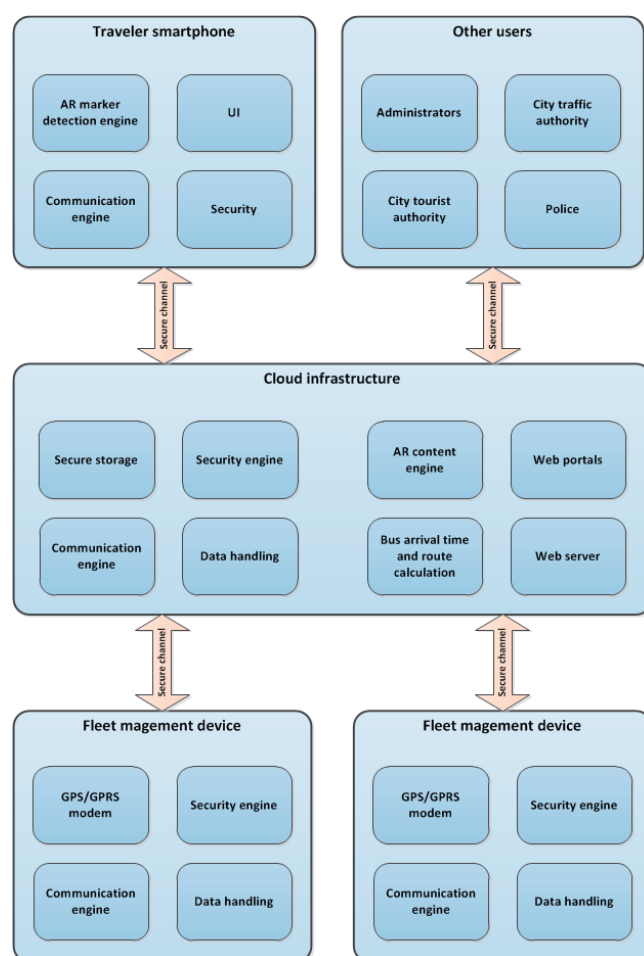 Traveler smartphone
AR marker
detection engine
UI
Communication
engine
Security
Other users
Administrators
City traffic
authority
City tourist
authority
Police
Secure channel
Secure channel
Cloud infrastructure
Secure storage
Security engine
AR content
engine
Web portals
Communication
engine
Data handling
Bus arrival time
and route
calculation
Web server
Secure channel
Secure channel
Fleet magement device
GPS/GPRS
modem
Security engine
Communication
engine
Data handling
Fleet magement device
GPS/GPRS
modem
Security engine
Communication
engine
Data handling